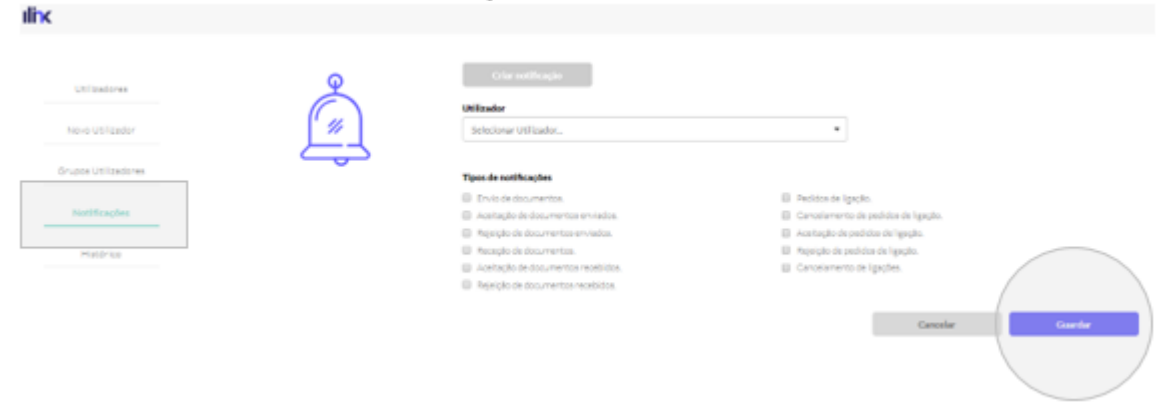 ilink
Utilizadores
Novo Utilizador
Grupos Utilizadores
Notificações
Histórico
Criar notificação
Utilizador
Selecionar Utilizador...
Tipos de notificações
Envio de documentos.
Aceitação de documentos enviados.
Rejeição de documentos enviados.
Receção de documentos.
Aceitação de documentos recebidos.
Rejeição de documentos recebidos.
Pedidos de ligação.
Cancelamento de pedidos de ligação.
Aceitação de pedidos de ligação.
Rejeição de pedidos de ligação.
Cancelamento de ligações.
Cancelar
Guardar